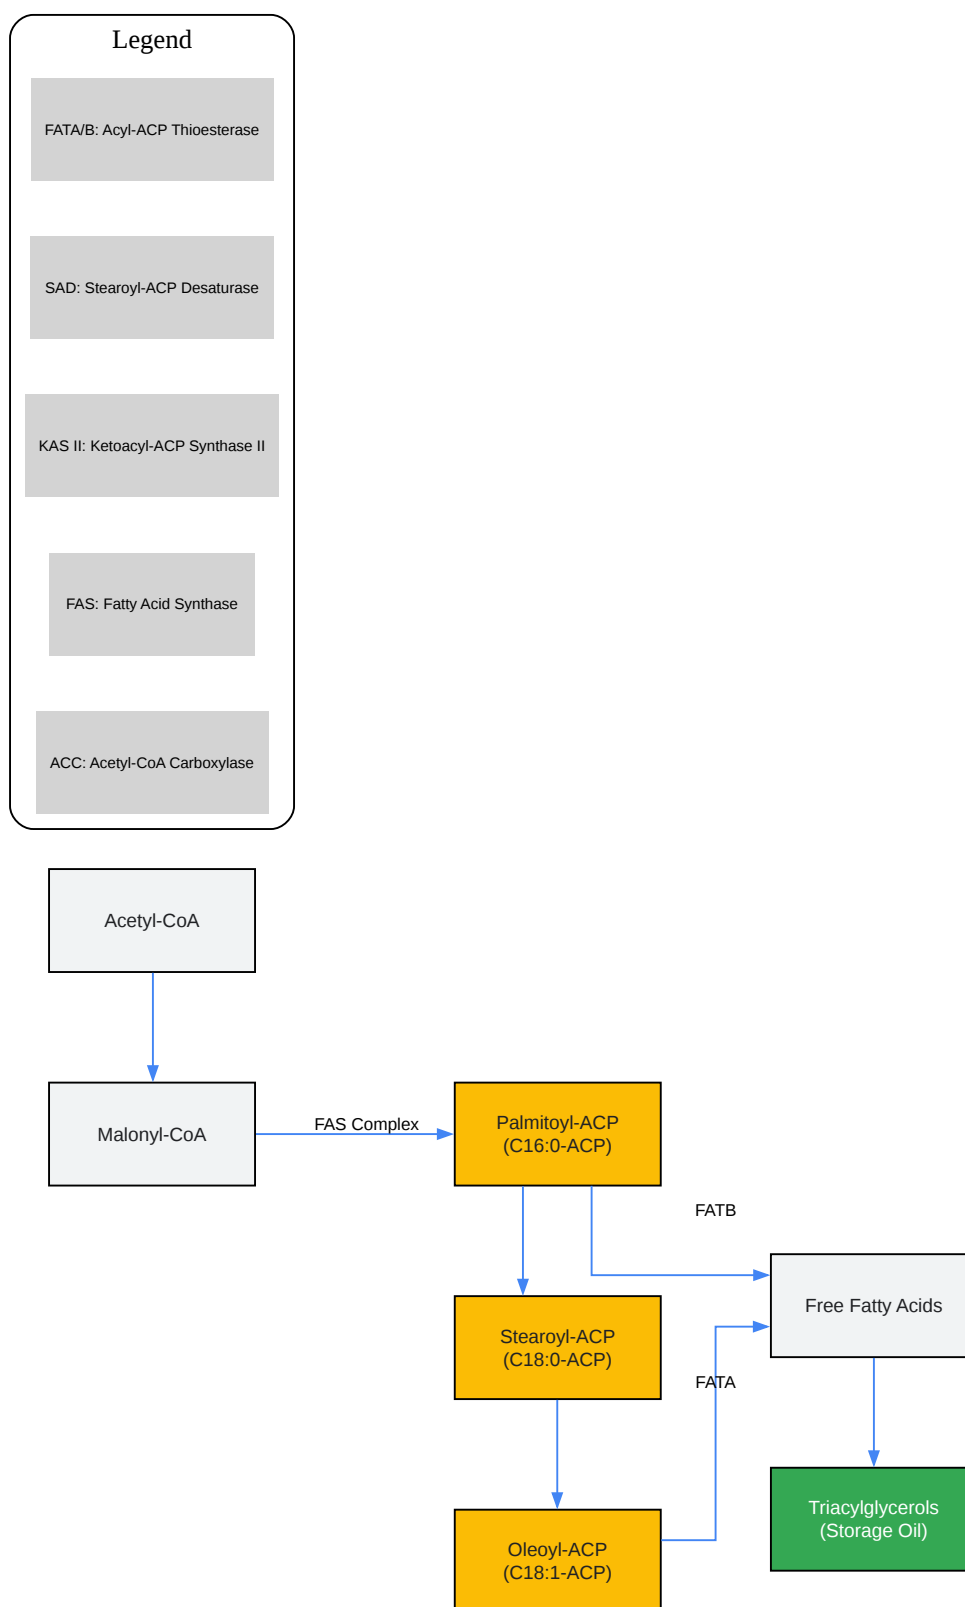 Legend
FATA/B: Acyl-ACP Thioesterase
SAD: Stearoyl-ACP Desaturase
KAS II: Ketoacyl-ACP Synthase II
FAS: Fatty Acid Synthase
ACC: Acetyl-CoA Carboxylase
Acetyl-CoA
Malonyl-CoA
FAS Complex
Palmitoyl-ACP
(C16:0-ACP)
FATB
Free Fatty Acids
Stearoyl-ACP
(C18:0-ACP)
FATA
Triacylglycerols
(Storage Oil)
Oleoyl-ACP
(C18:1-ACP)